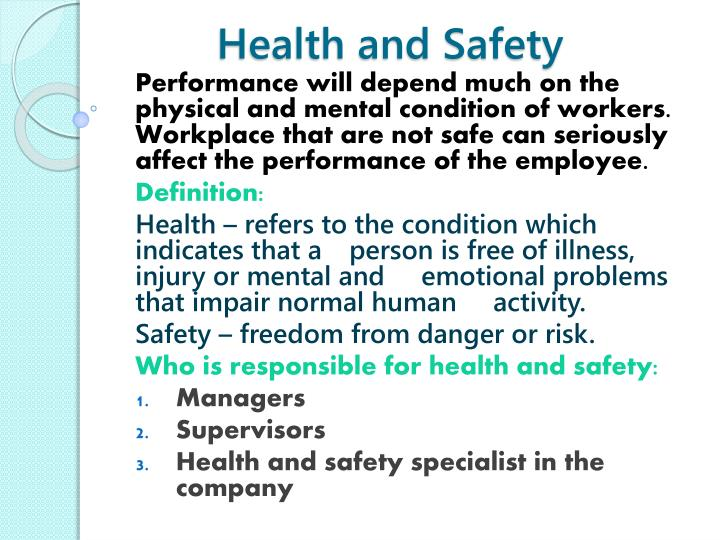 Health and Safety
Performance will depend much on the
physical and mental condition of workers.
Workplace that are not safe can seriously
affect the performance of the employee.
Definition:
Health – refers to the condition which
indicates that a person is free of illness,
injury or mental and emotional problems
that impair normal human activity.
Safety – freedom from danger or risk.
Who is responsible for health and safety:
1. Managers
2. Supervisors
3. Health and safety specialist in the
company